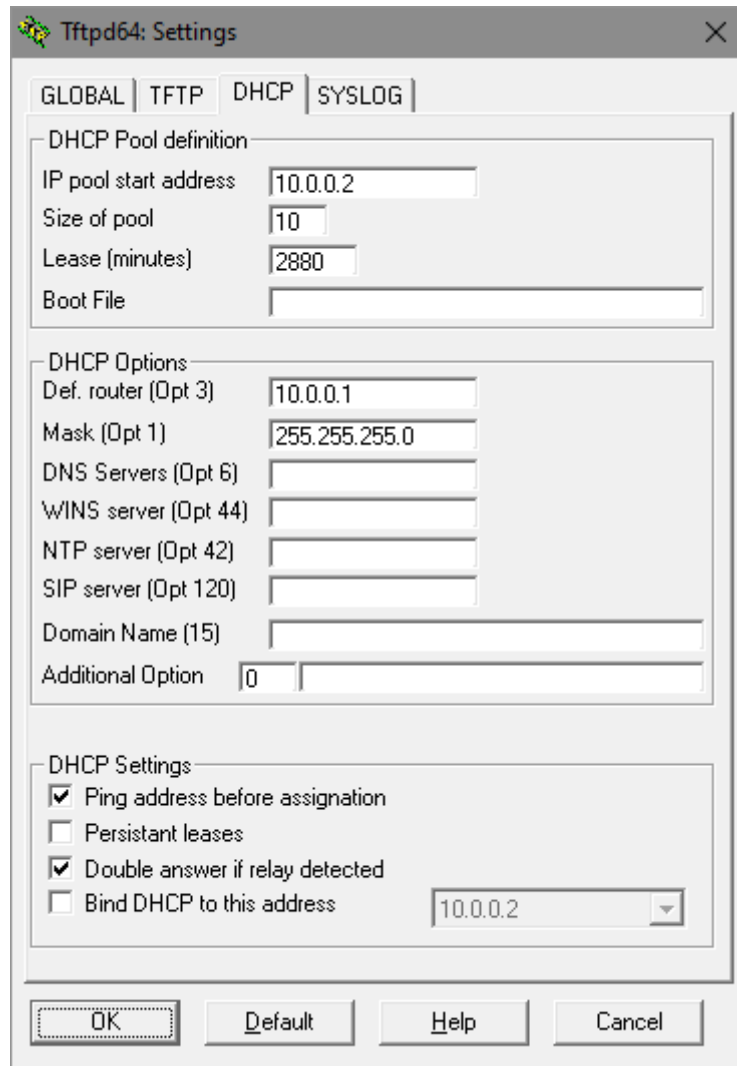 Tftpd64: Settings
GLOBAL TFTP DHCP SYSLOG
DHCP Pool definition
IP pool start address 10.0.0.2
Size of pool 10
Lease (minutes) 2880
Boot File
DHCP Options
Def. router (Opt 3) 10.0.0.1
Mask (Opt 1) 255.255.255.0
DNS Servers (Opt 6)
WINS server (Opt 44)
NTP server (Opt 42)
SIP server (Opt 120)
Domain Name (15)
Additional Option 0
DHCP Settings
Ping address before assignation
Persistant leases
Double answer if relay detected
Bind DHCP to this address 10.0.0.2
OK Default Help Cancel